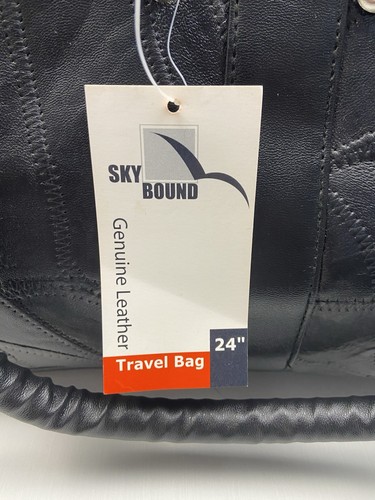 SKY
BOUND
Genuine Leather
Travel Bag
24"